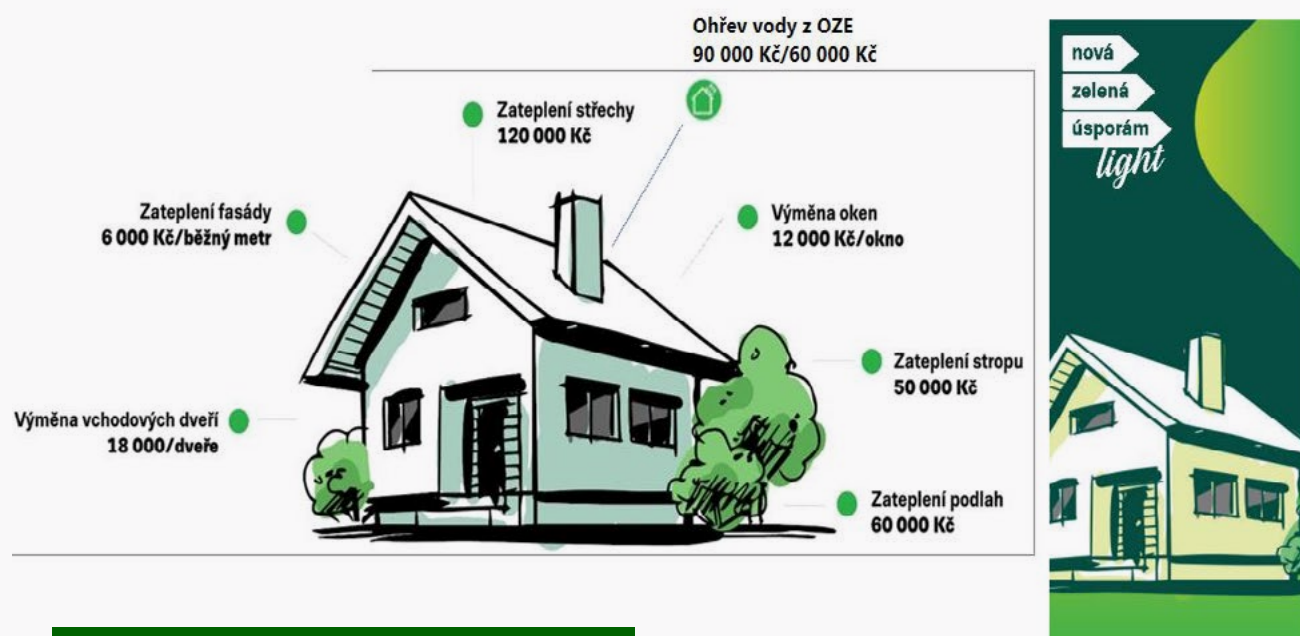 Ohřev vody z OZE
90 000 Kč/60 000 Kč
Zateplení střechy
120 000 Kč
Zateplení fasády
6 000 Kč/běžný metr
Výměna oken
12 000 Kč/okno
Zateplení stropu
50 000 Kč
Výměna vchodových dveří
18 000/dveře
Zateplení podlah
60 000 Kč
nová
zelená
úsporám
light